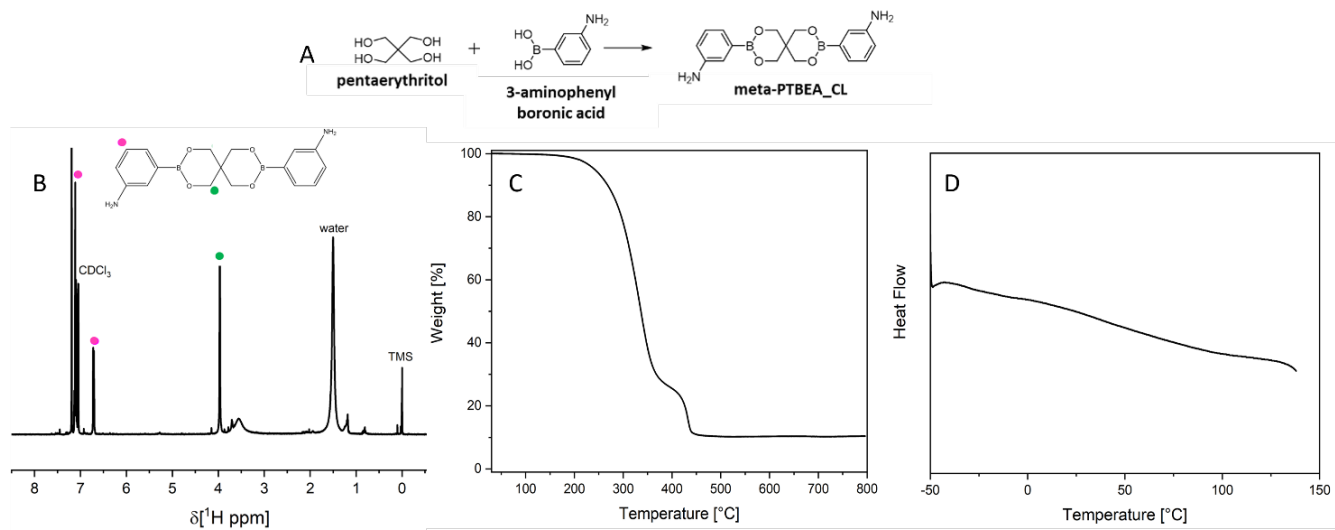 A
HO
OH
HO
OH
pentaerythritol
+
HO
B
HO
NH₂
3-aminophenyl
boronic acid
NH₂
O
O
B
B
O
O
H₂N
meta-PTBEA_CL
B
NH₂
O
O
B
B
O
O
H₂N
CDCl₃
water
TMS
8 7 6 5 4 3 2 1 0
δ[¹H ppm]
C
Weight [%]
100
80
60
40
20
0
100 200 300 400 500 600 700 800
Temperature [°C]
D
Heat Flow
-50 0 50 100 150
Temperature [°C]